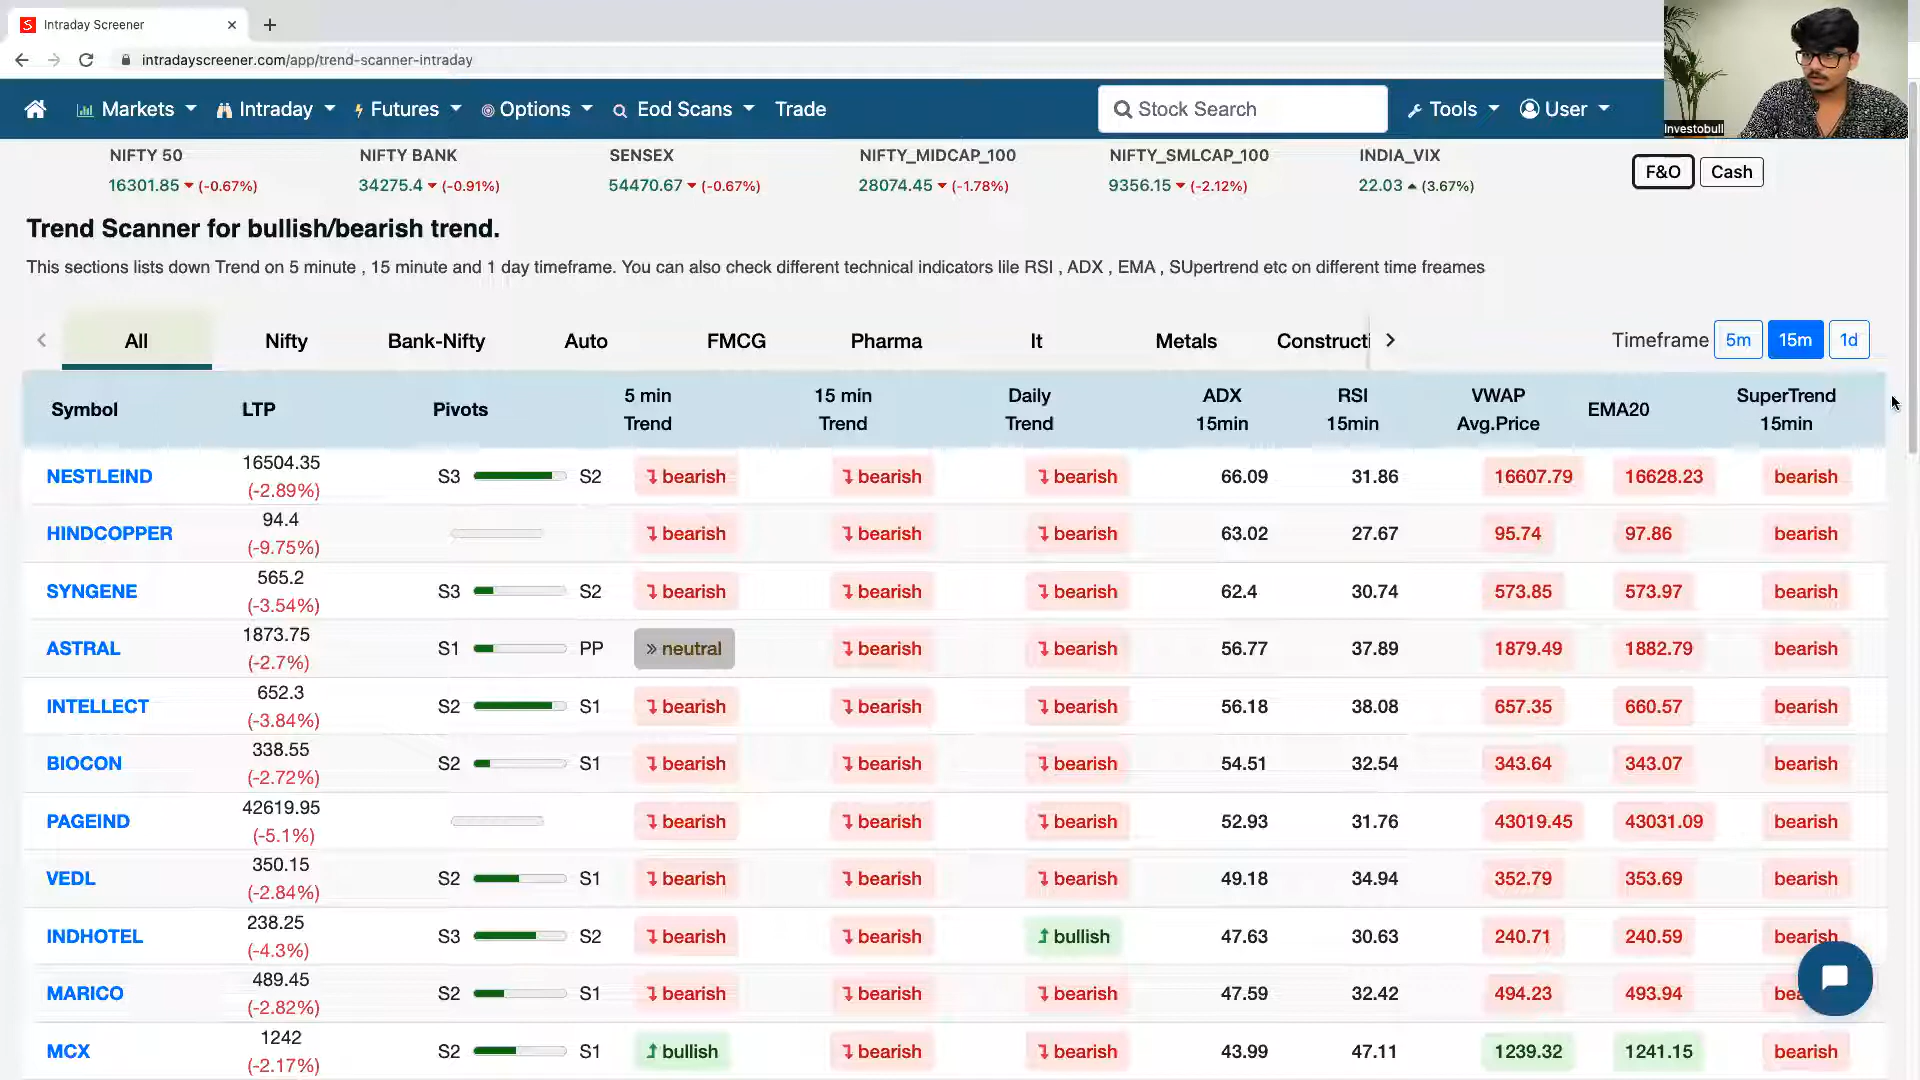 Intraday Screener
intradayscreener.com/app/trend-scanner-intraday
Markets Intraday Futures Options Eod Scans Trade Stock Search Tools User
Investobull
NIFTY 50 NIFTY BANK SENSEX NIFTY_MIDCAP_100 NIFTY_SMLCAP_100 INDIA_VIX
16301.85 (-0.67%) 34275.4 (-0.91%) 54470.67 (-0.67%) 28074.45 (-1.78%) 9356.15 (-2.12%) 22.03 (3.67%)
F&O Cash
Trend Scanner for bullish/bearish trend.
This sections lists down Trend on 5 minute , 15 minute and 1 day timeframe. You can also check different technical indicators lie RSI , ADX , EMA , SUpertrend etc on different time freames
All Nifty Bank-Nifty Auto FMCG Pharma It Metals Constructi Timeframe 5m 15m 1d
Symbol LTP Pivots 5 min Trend 15 min Trend Daily Trend ADX 15min RSI 15min VWAP Avg.Price EMA20 SuperTrend 15min
NESTLEIND 16504.35 (-2.89%) S3 S2 bearish bearish bearish 66.09 31.86 16607.79 16628.23 bearish
HINDCOPPER 94.4 (-9.75%) bearish bearish bearish 63.02 27.67 95.74 97.86 bearish
SYNGENE 565.2 (-3.54%) S3 S2 bearish bearish bearish 62.4 30.74 573.85 573.97 bearish
ASTRAL 1873.75 (-2.7%) S1 PP neutral bearish bearish 56.77 37.89 1879.49 1882.79 bearish
INTELLECT 652.3 (-3.84%) S2 S1 bearish bearish bearish 56.18 38.08 657.35 660.57 bearish
BIOCON 338.55 (-2.72%) S2 S1 bearish bearish bearish 54.51 32.54 343.64 343.07 bearish
PAGEIND 42619.95 (-5.1%) bearish bearish bearish 52.93 31.76 43019.45 43031.09 bearish
VEDL 350.15 (-2.84%) S2 S1 bearish bearish bearish 49.18 34.94 352.79 353.69 bearish
INDHOTEL 238.25 (-4.3%) S3 S2 bearish bearish bullish 47.63 30.63 240.71 240.59 bearish
MARICO 489.45 (-2.82%) S2 S1 bearish bearish bearish 47.59 32.42 494.23 493.94 bea
MCX 1242 (-2.17%) S2 S1 bullish bearish bearish 43.99 47.11 1239.32 1241.15 bearish